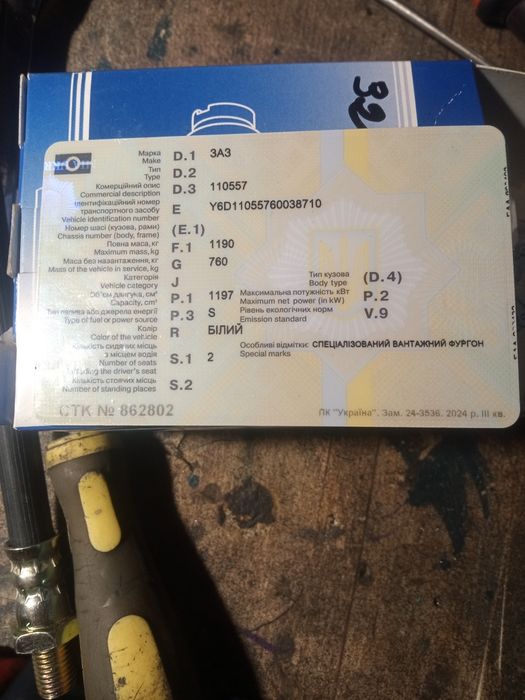 32
Марка D.1 ЗАЗ
Make
Тип D.2
Type
Комерційний опис D.3 110557
Commercial description
Ідентифікаційний номер
транспортного засобу E Y6D11055760038710
Vehicle identification number
Номер шасі (кузова, рами) (E.1)
Chassis number (body, frame)
Повна маса, кг F.1 1190
Maximum mass, kg
Маса без навантаження, кг G 760
Mass of the vehicle in service, kg
Категорія J
Vehicle category
Об'єм двигуна, см³ P.1 1197
Capacity, cm³
Тип палива або джерела енергії P.3 S
Type of fuel or power source
Колір R БІЛИЙ
Color of the vehicle
Кількість сидячих місць
з місцем водія S.1 2
Number of seats
including the driver's seat
Кількість стоячих місць S.2
Number of standing places
Тип кузова (D.4)
Body type
Максимальна потужність кВт P.2
Maximum net power (in kW)
Рівень екологічних норм V.9
Emission standard
Особливі відмітки: СПЕЦІАЛІЗОВАНИЙ ВАНТАЖНИЙ ФУРГОН
Special marks
СТК № 862802
ПК "Україна". Зам. 24-3536. 2024 р. III кв.